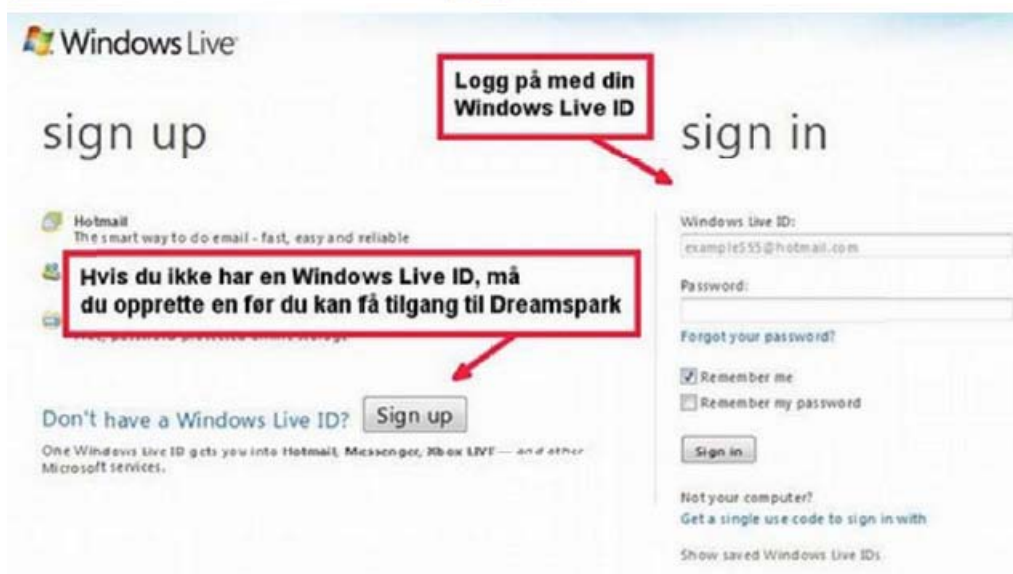 Windows Live
Logg på med din
Windows Live ID
sign up
sign in
Hotmail
The smart way to do email - fast, easy and reliable
Hvis du ikke har en Windows Live ID, må
du opprette en før du kan få tilgang til Dreamspark
Don't have a Windows Live ID?
Sign up
One Windows Live ID gets you into Hotmail, Messenger, Xbox LIVE — and other
Microsoft services.
Windows Live ID:
example555@hotmail.com
Password:
Forgot your password?
Remember me
Remember my password
Sign in
Not your computer?
Get a single use code to sign in with
Show saved Windows Live IDs